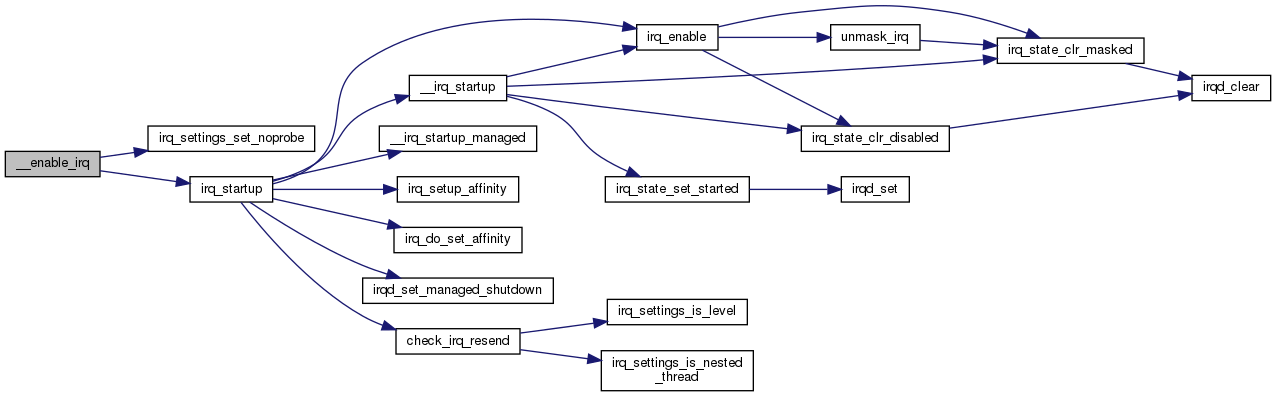 __enable_irq
irq_settings_set_noprobe
irq_startup
irq_enable
__irq_startup
__irq_startup_managed
irq_setup_affinity
irq_do_set_affinity
irqd_set_managed_shutdown
check_irq_resend
unmask_irq
irq_state_clr_masked
irqd_clear
irq_state_clr_disabled
irq_state_set_started
irqd_set
irq_settings_is_level
irq_settings_is_nested
_thread